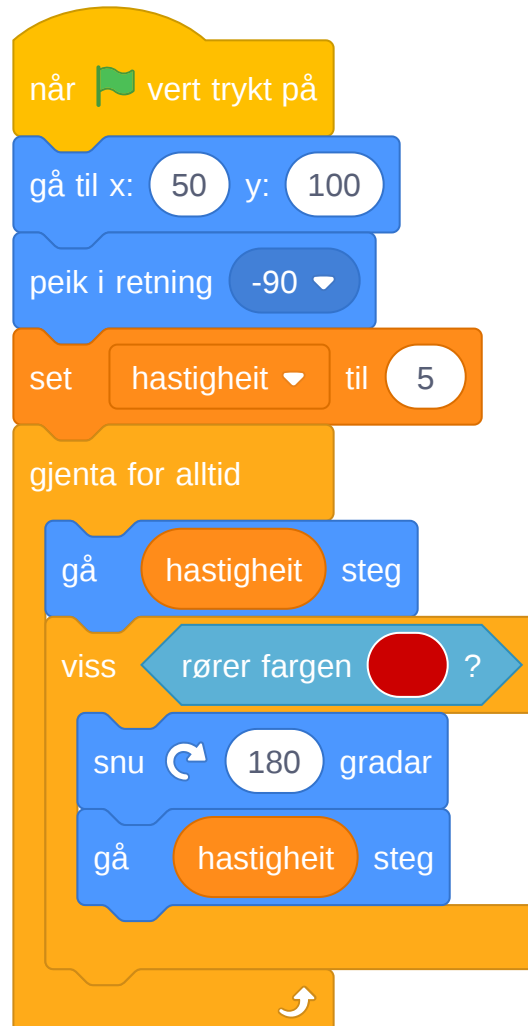 når vert trykt på
gå til x: 50 y: 100
peik i retning -90
set hastigheit til 5
gjenta for alltid
gå hastigheit steg
viss rører fargen ?
snu 180 gradar
gå hastigheit steg